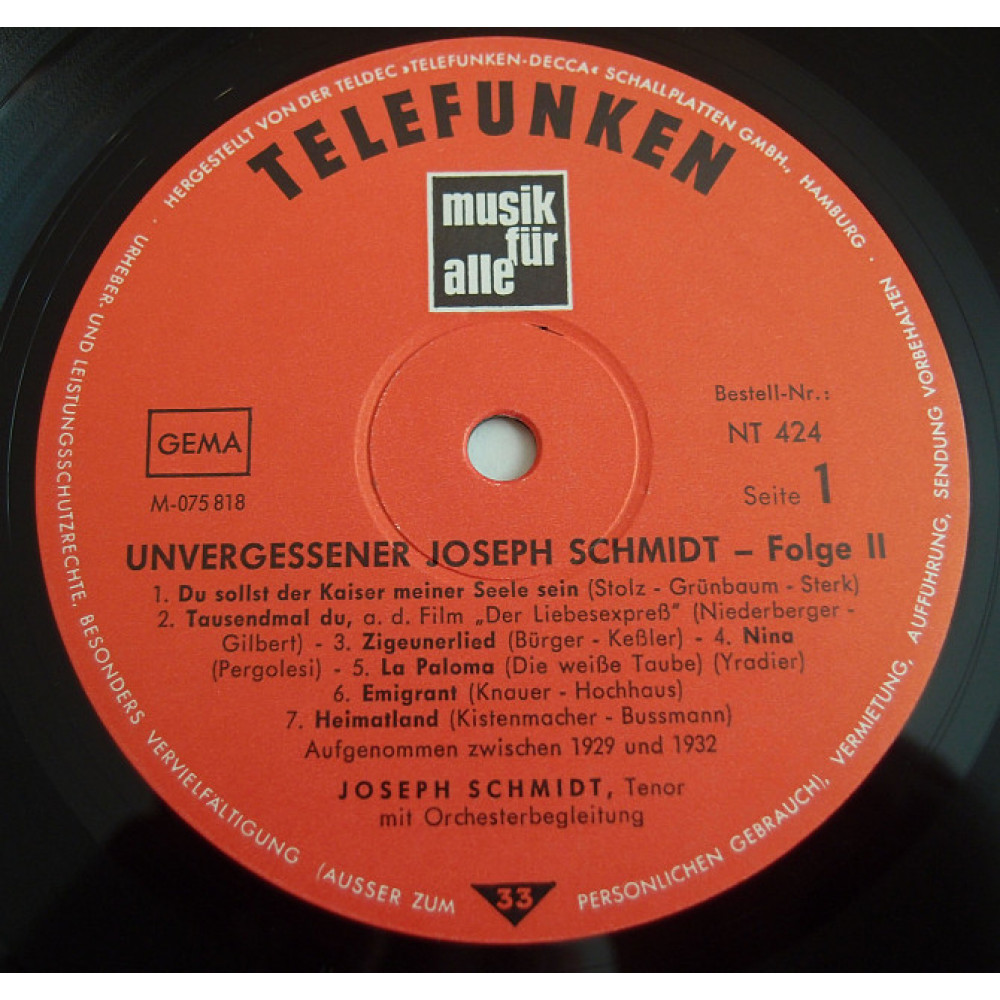 HERGESTELLT VON DER TELDEC »TELEFUNKEN-DECCA« SCHALLPLATTEN GMBH., HAMBURG ·
URHEBER- UND LEISTUNGSSCHUTZRECHTE, BESONDERS VERVIELFÄLTIGUNG (AUSSER ZUM PERSONLICHEN GEBRAUCH), VERMIETUNG, AUFFÜHRUNG, SENDUNG VORBEHALTEN ·
TELEFUNKEN
musik
für
alle
GEMA
M-075 818
Bestell-Nr.:
NT 424
Seite 1
UNVERGESSENER JOSEPH SCHMIDT – Folge II
1. Du sollst der Kaiser meiner Seele sein (Stolz - Grünbaum - Sterk)
2. Tausendmal du, a. d. Film „Der Liebesexpreß“ (Niederberger -
Gilbert) - 3. Zigeunerlied (Bürger - Keßler) - 4. Nina
(Pergolesi) - 5. La Paloma (Die weiße Taube) (Yradier)
6. Emigrant (Knauer - Hochhaus)
7. Heimatland (Kistenmacher - Bussmann)
Aufgenommen zwischen 1929 und 1932
JOSEPH SCHMIDT, Tenor
mit Orchesterbegleitung
33